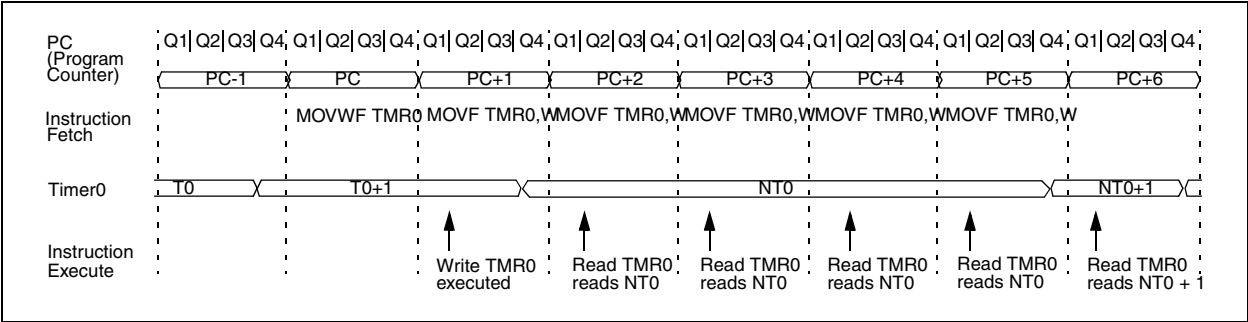 PC
(Program
Counter)
Q1 Q2 Q3 Q4 Q1 Q2 Q3 Q4 Q1 Q2 Q3 Q4 Q1 Q2 Q3 Q4 Q1 Q2 Q3 Q4 Q1 Q2 Q3 Q4 Q1 Q2 Q3 Q4 Q1 Q2 Q3 Q4
PC-1 PC PC+1 PC+2 PC+3 PC+4 PC+5 PC+6
Instruction
Fetch
MOVWF TMR0 MOVF TMR0,W MOVF TMR0,W MOVF TMR0,W MOVF TMR0,W MOVF TMR0,W
Timer0
T0 T0+1 NT0 NT0+1
Instruction
Execute
Write TMR0
executed
Read TMR0
reads NT0
Read TMR0
reads NT0
Read TMR0
reads NT0
Read TMR0
reads NT0
Read TMR0
reads NT0 + 1